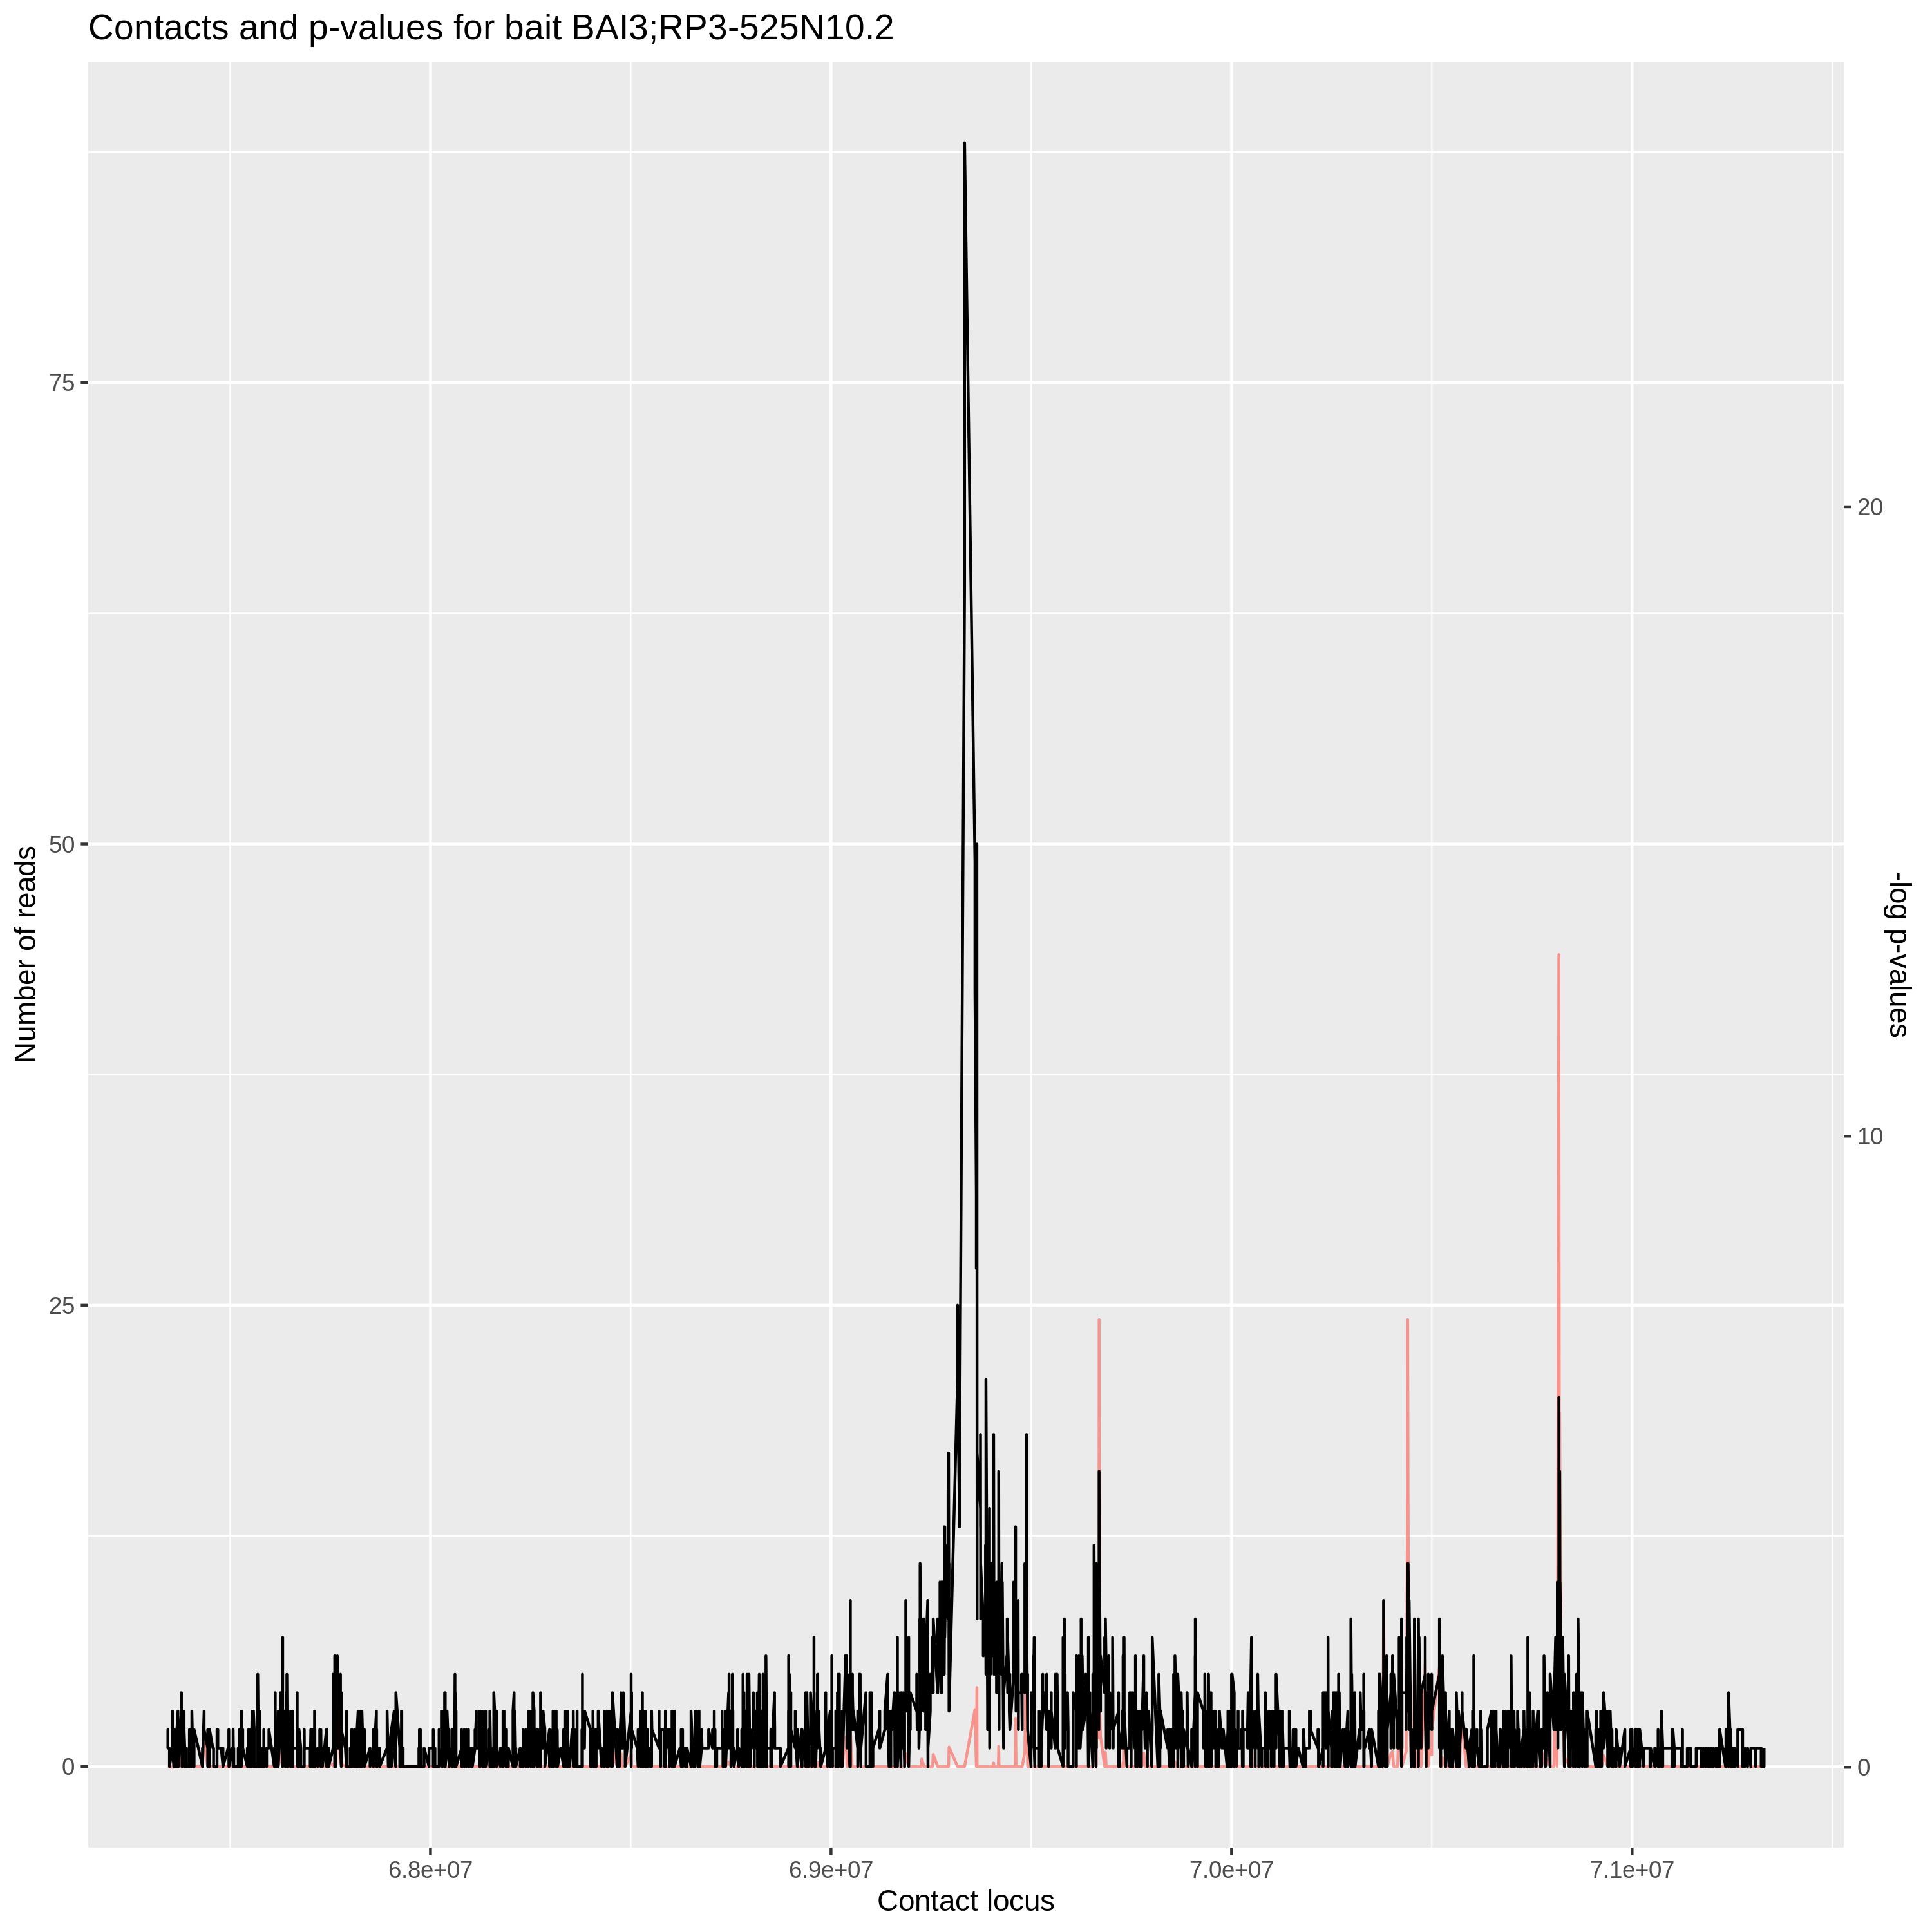 Contacts and p-values for bait BAI3;RP3-525N10.2
Number of reads
75
50
25
0
20
10
0
-log p-values
6.8e+07 6.9e+07 7.0e+07 7.1e+07
Contact locus